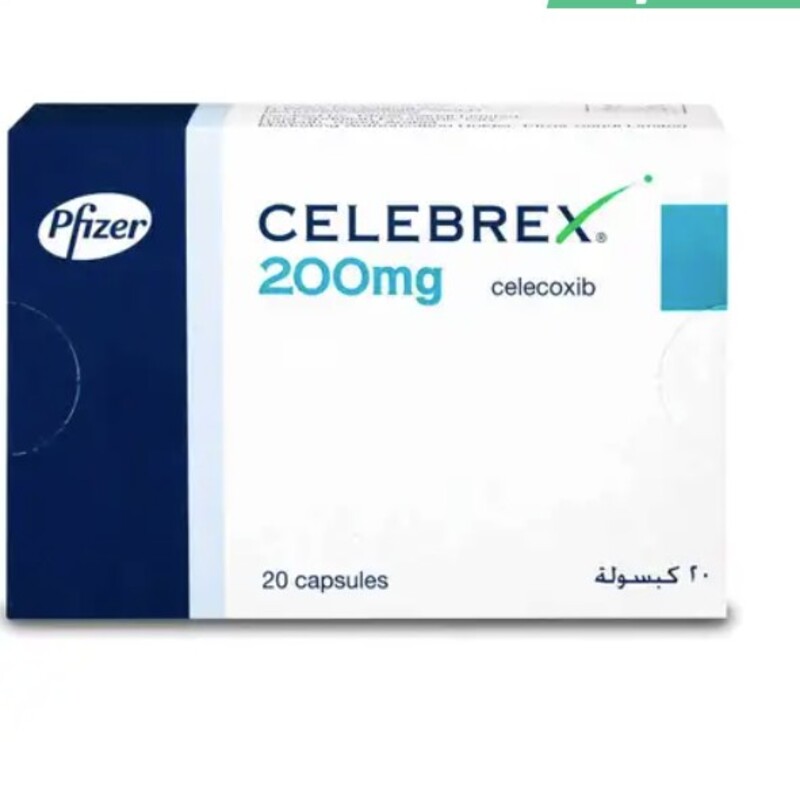 Pfizer
CELEBREX®
200mg celecoxib
20 capsules
٢٠ كبسولة